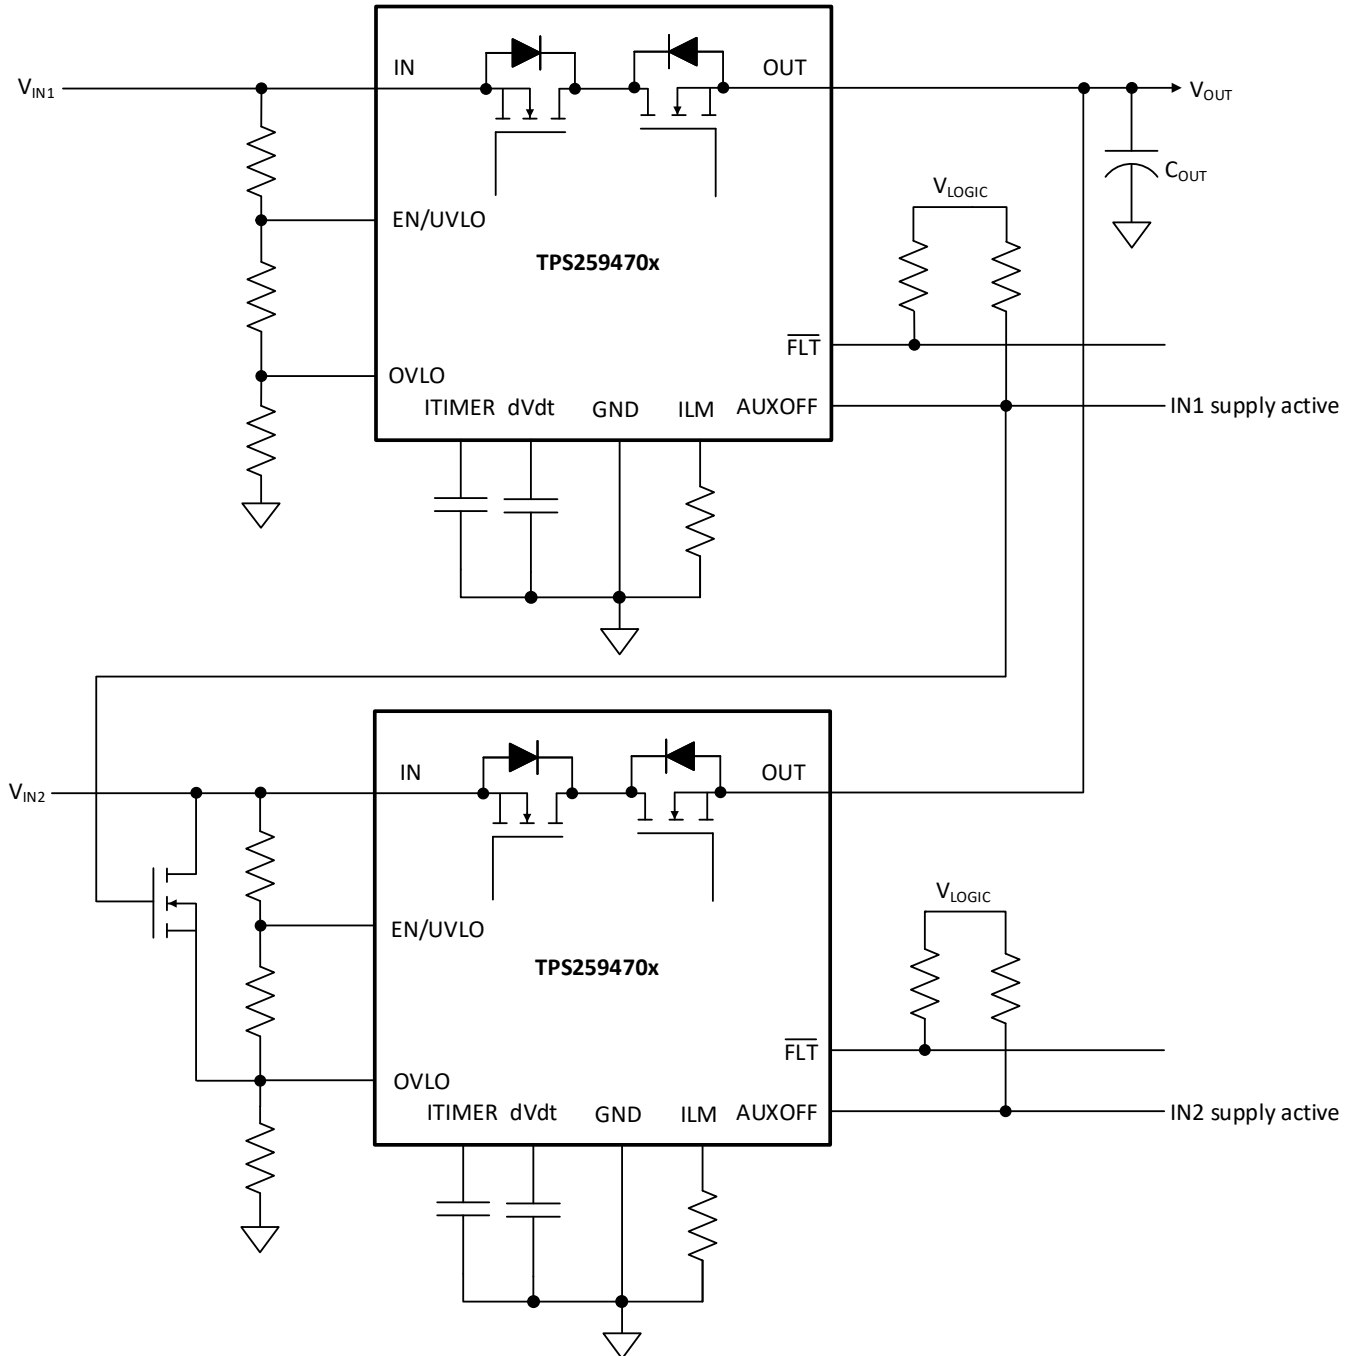 IN
OUT
VIN1
VOUT
COUT
VLOGIC
EN/UVLO
TPS259470x
FLT
OVLO
ITIMER dVdt GND ILM AUXOFF
IN1 supply active
IN
OUT
VIN2
VLOGIC
EN/UVLO
TPS259470x
FLT
OVLO
ITIMER dVdt GND ILM AUXOFF
IN2 supply active